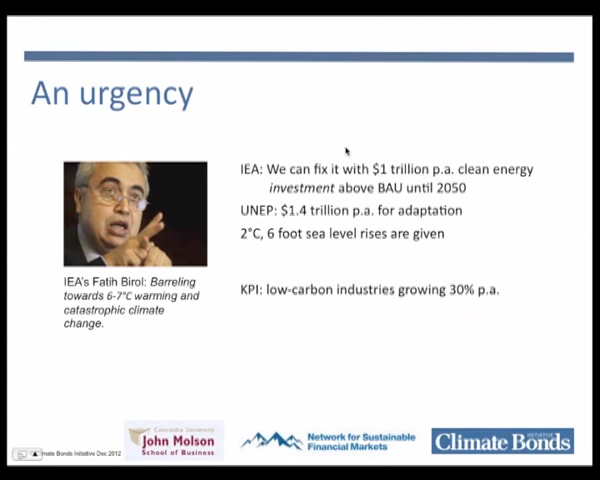 An urgency
IEA: We can fix it with $1 trillion p.a. clean energy
investment above BAU until 2050
UNEP: $1.4 trillion p.a. for adaptation
2°C, 6 foot sea level rises are given
KPI: low-carbon industries growing 30% p.a.
IEA's Fatih Birol: Barreling
towards 6-7°C warming and
catastrophic climate
change.
Concordia University
John Molson
School of Business
Network for Sustainable
Financial Markets
INITIATIVE
Climate Bonds
mate Bonds Initiative Dec 2012